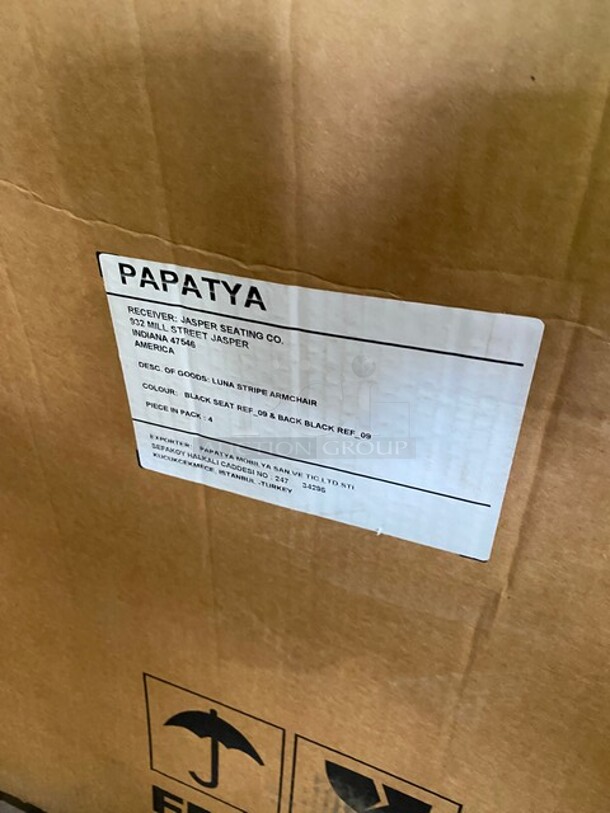 PAPATYA
RECEIVER: JASPER SEATING CO.
932 MILL STREET JASPER
INDIANA 47546
AMERICA
DESC. OF GOODS: LUNA STRIPE ARMCHAIR
COLOUR: BLACK SEAT REF_09 & BACK BLACK REF_09
PIECE IN PACK : 4
AUCTION GROUP
EXPORTER: PAPATYA MOBILYA SAN.VE TIC.LTD.STI
SEFAKOY HALKALI CADDESI NO : 247 34295
KUCUKCEKMECE, ISTANBUL -TURKEY